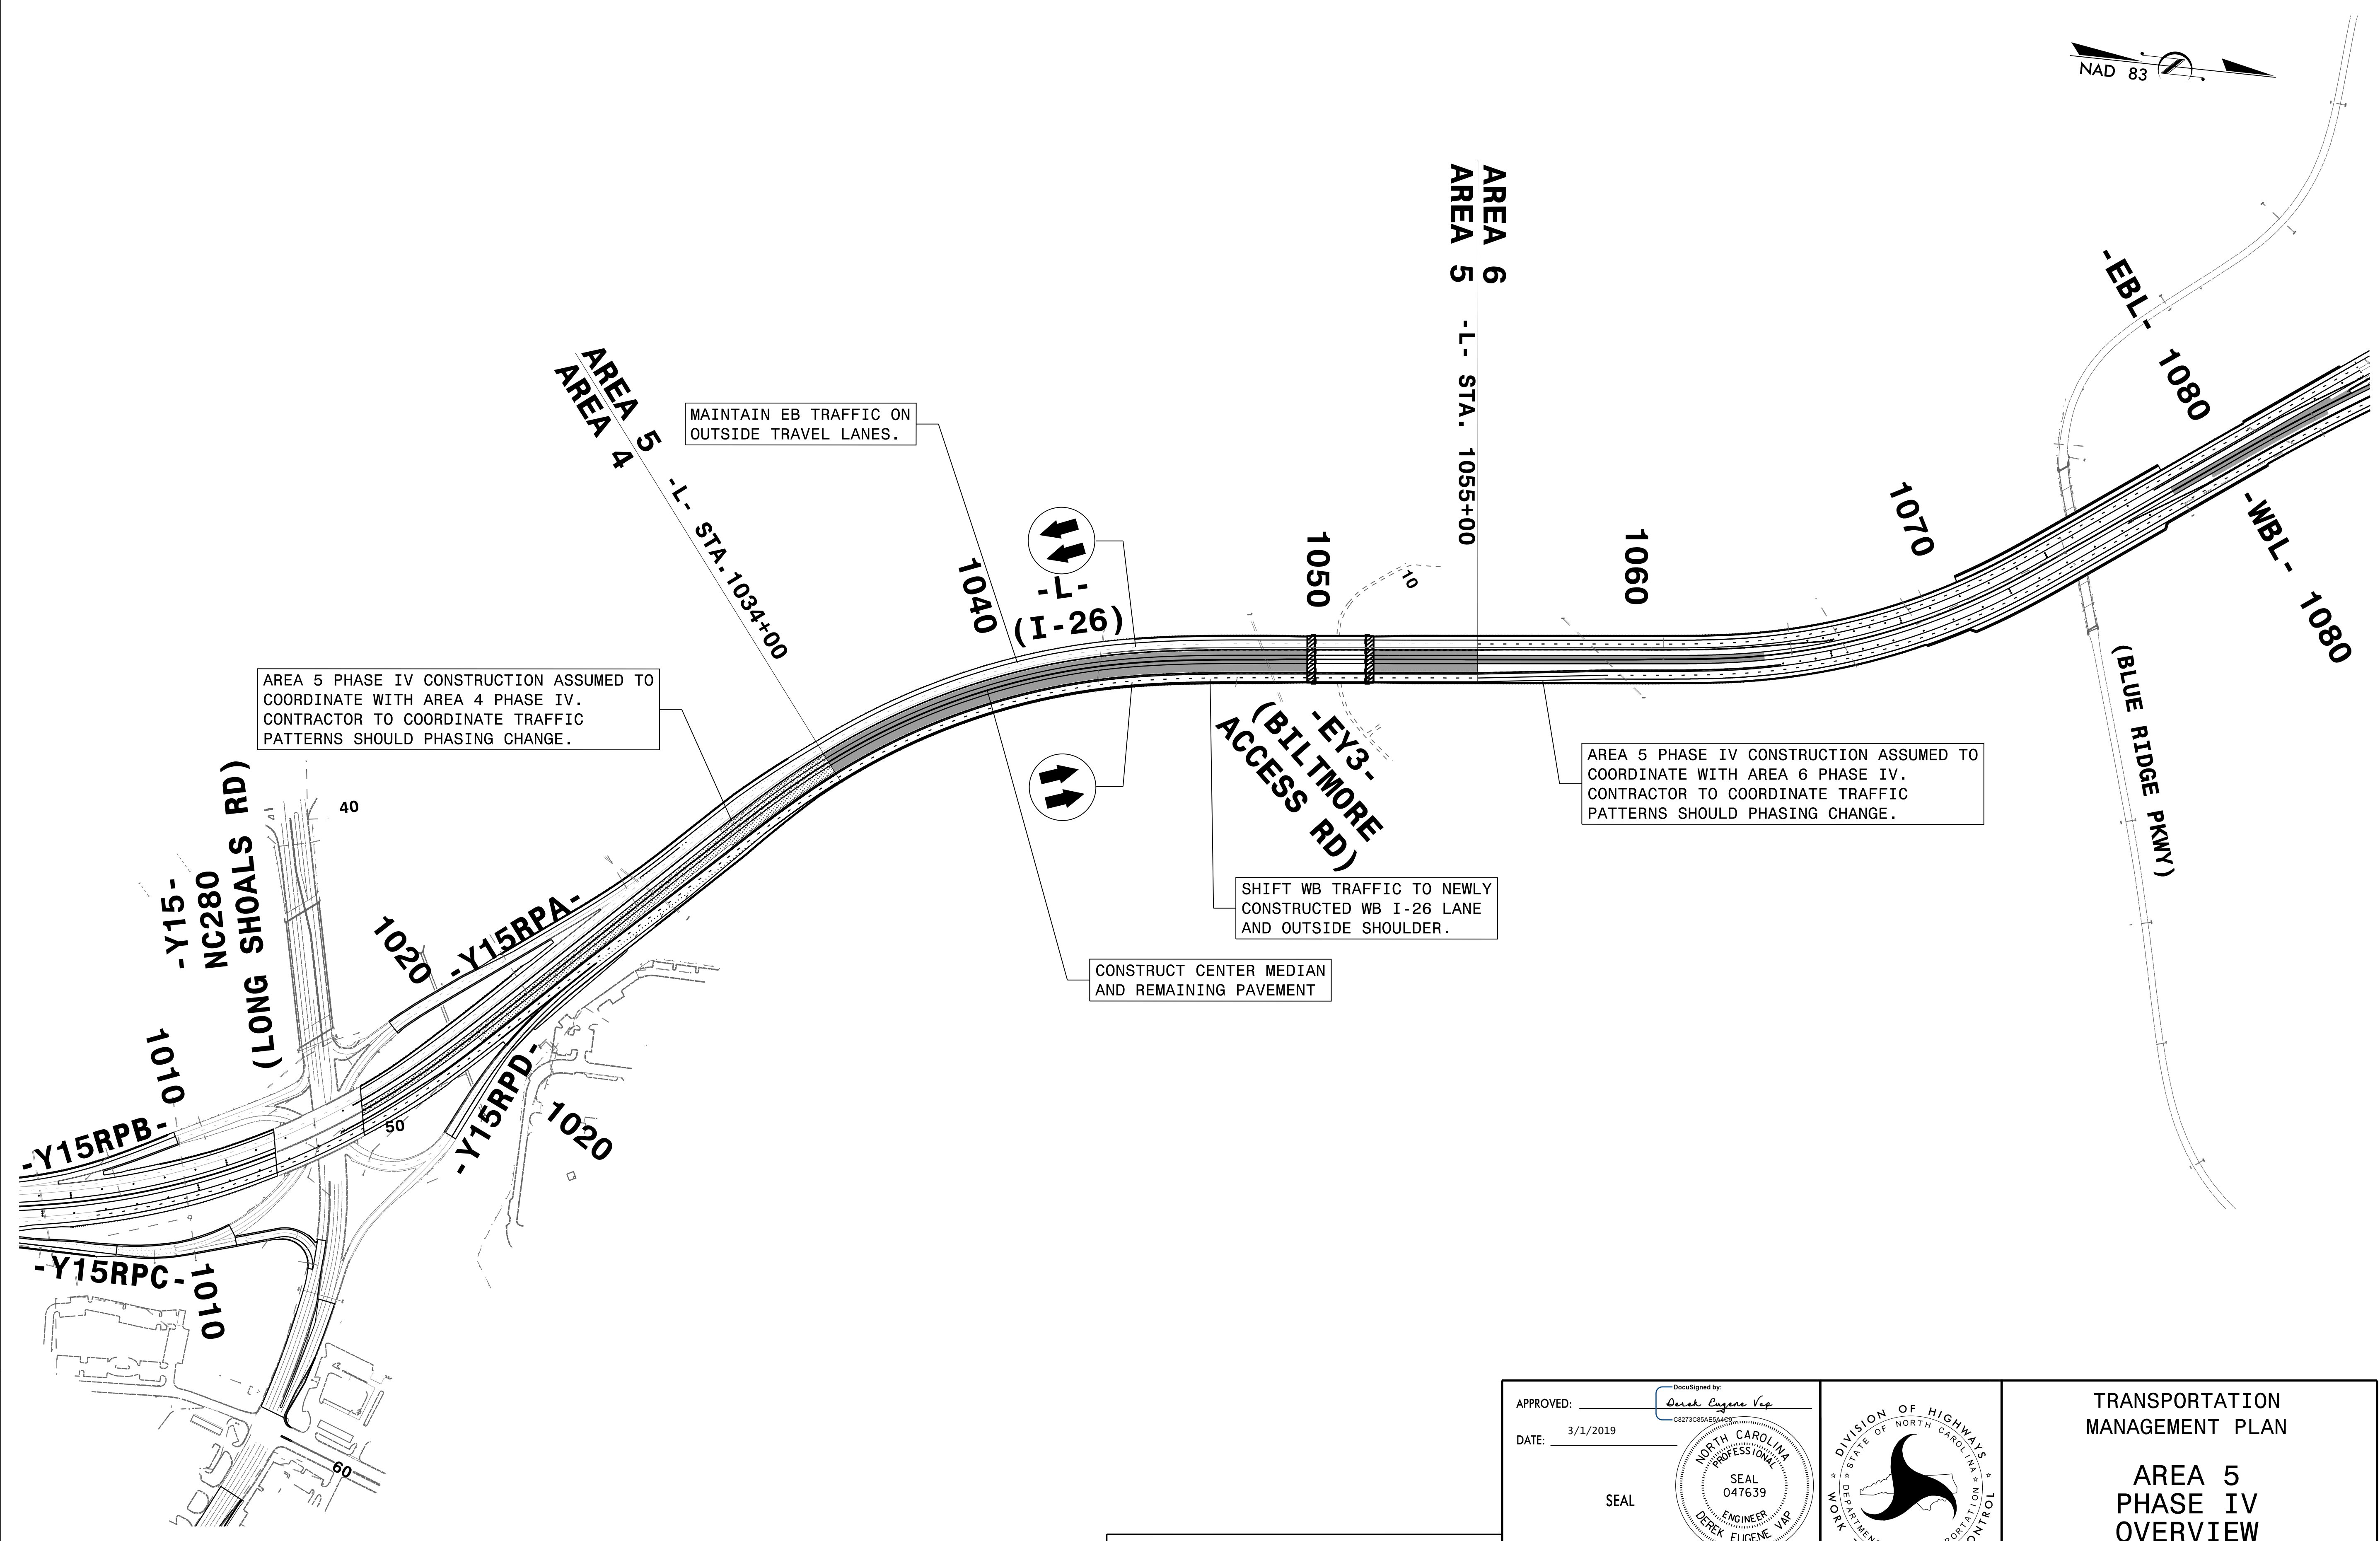 NAD 83
AREA 6
AREA 5
-L- STA. 1055+00
AREA 5
AREA 4
-L- STA. 1034+00
MAINTAIN EB TRAFFIC ON
OUTSIDE TRAVEL LANES.
-EBL- 1080
-WBL- 1080
1070
1060
1050
1040
10
-L-
(I-26)
AREA 5 PHASE IV CONSTRUCTION ASSUMED TO
COORDINATE WITH AREA 4 PHASE IV.
CONTRACTOR TO COORDINATE TRAFFIC
PATTERNS SHOULD PHASING CHANGE.
-EY3-
(BILTMORE
ACCESS RD)
AREA 5 PHASE IV CONSTRUCTION ASSUMED TO
COORDINATE WITH AREA 6 PHASE IV.
CONTRACTOR TO COORDINATE TRAFFIC
PATTERNS SHOULD PHASING CHANGE.
(BLUE RIDGE PKWY)
SHIFT WB TRAFFIC TO NEWLY
CONSTRUCTED WB I-26 LANE
AND OUTSIDE SHOULDER.
CONSTRUCT CENTER MEDIAN
AND REMAINING PAVEMENT
40
-Y15-
NC280
(LONG SHOALS RD)
1020
-Y15RPA-
1010
-Y15RPB-
50
-Y15RPD-
1020
-Y15RPC-
1010
60
APPROVED:
DocuSigned by:
Derek Eugene Vap
C8273C85AE5A4C9...
DATE: 3/1/2019
SEAL
NORTH CAROLINA
PROFESSIONAL
SEAL
047639
ENGINEER
DEREK EUGENE VAP
DIVISION OF HIGHWAYS
STATE OF NORTH CAROLINA
WORK
TRANSPORTATION
MANAGEMENT PLAN
AREA 5
PHASE IV
OVERVIEW